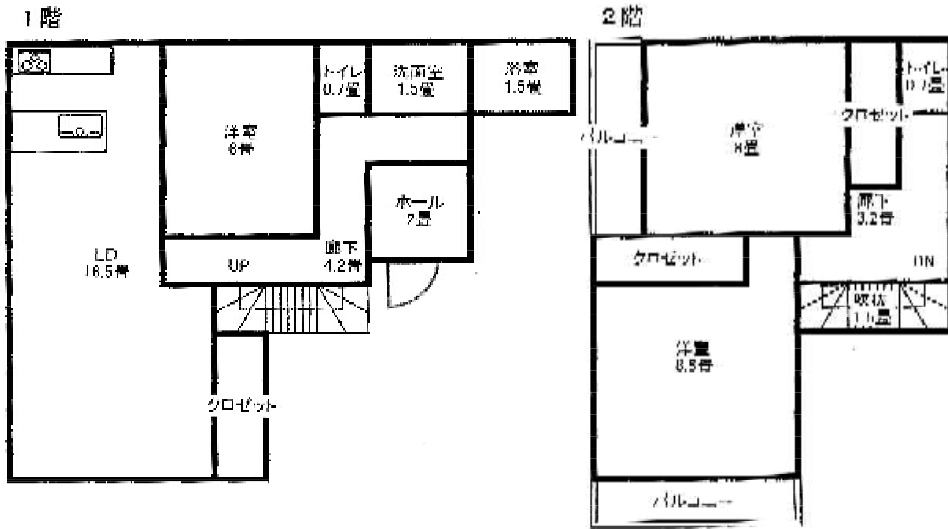 1階
2階
トイレ
0.7畳
洗面室
1.5畳
浴室
1.5畳
洋室
6畳
ホール
2畳
廊下
4.2畳
UP
LD
16.5畳
クロゼット
バルコニー
洋室
8畳
クロゼット
トイレ
0.7畳
廊下
3.2畳
DN
クロゼット
吹抜
1.5畳
洋室
バルコニー